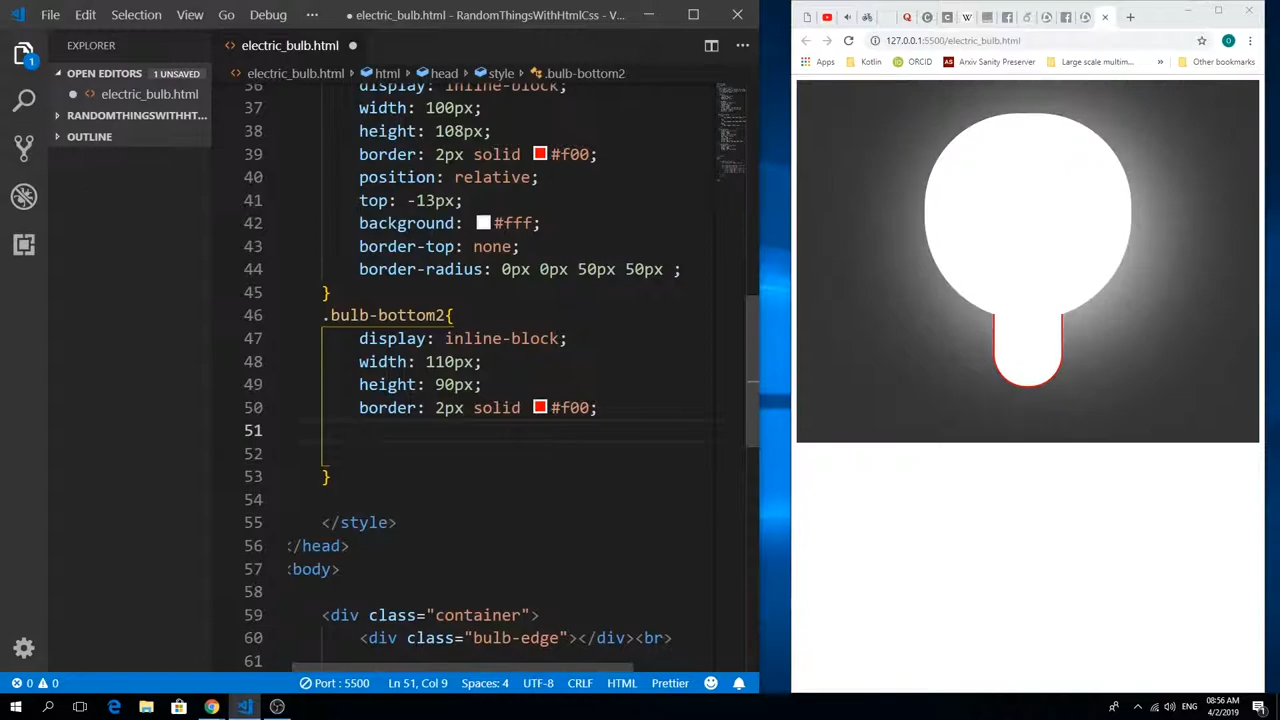 File Edit Selection View Go Debug ••• ● electric_bulb.html - RandomThingsWithHtmlCss - V...
EXPLORER
OPEN EDITORS 1 UNSAVED
electric_bulb.html
RANDOMTHINGSWITHHT...
OUTLINE
electric_bulb.html
electric_bulb.html html head style .bulb-bottom2
36 display: inline-block;
37 width: 100px;
38 height: 108px;
39 border: 2px solid #f00;
40 position: relative;
41 top: -13px;
42 background: #fff;
43 border-top: none;
44 border-radius: 0px 0px 50px 50px ;
45 }
46 .bulb-bottom2{
47 display: inline-block;
48 width: 110px;
49 height: 90px;
50 border: 2px solid #f00;
51
52
53 }
54
55 </style>
56 </head>
57 <body>
58
59 <div class="container">
60 <div class="bulb-edge"></div><br>
61
1
0 0 Port : 5500 Ln 51, Col 9 Spaces: 4 UTF-8 CRLF HTML Prettier
127.0.0.1:5500/electric_bulb.html
O
Apps Kotlin ORCID Arxiv Sanity Preserver Large scale multim... » Other bookmarks
ENG
08:56 AM
4/2/2019